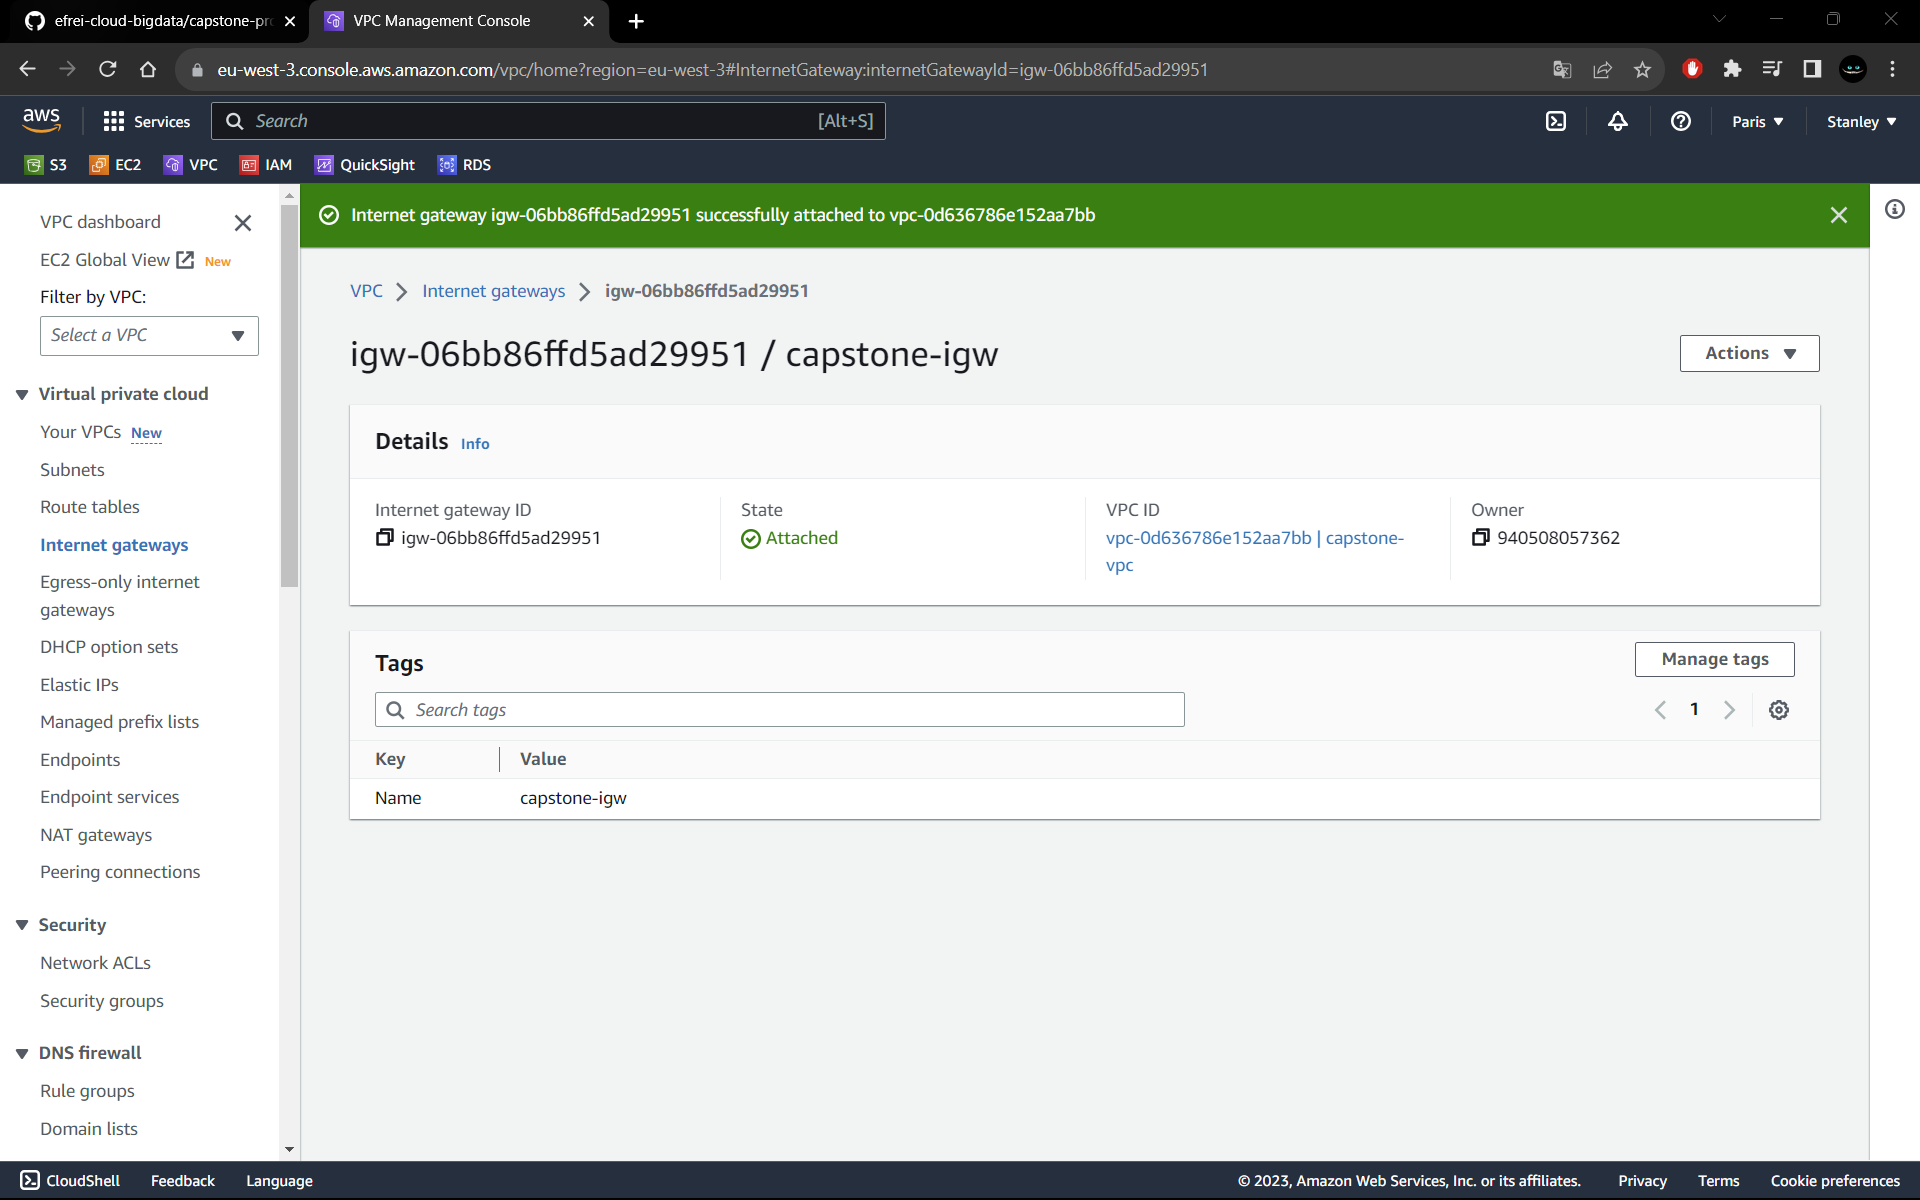 efrei-cloud-bigdata/capstone-pr
VPC Management Console
eu-west-3.console.aws.amazon.com/vpc/home?region=eu-west-3#InternetGateway:internetGatewayId=igw-06bb86ffd5ad29951
aws
Services
Search
[Alt+S]
Paris
Stanley
S3
EC2
VPC
IAM
QuickSight
RDS
VPC dashboard
EC2 Global View New
Filter by VPC:
Select a VPC
Virtual private cloud
Your VPCs New
Subnets
Route tables
Internet gateways
Egress-only internet
gateways
DHCP option sets
Elastic IPs
Managed prefix lists
Endpoints
Endpoint services
NAT gateways
Peering connections
Security
Network ACLs
Security groups
DNS firewall
Rule groups
Domain lists
Internet gateway igw-06bb86ffd5ad29951 successfully attached to vpc-0d636786e152aa7bb
VPC > Internet gateways > igw-06bb86ffd5ad29951
igw-06bb86ffd5ad29951 / capstone-igw
Actions
Details Info
Internet gateway ID
igw-06bb86ffd5ad29951
State
Attached
VPC ID
vpc-0d636786e152aa7bb | capstone-
vpc
Owner
940508057362
Tags
Manage tags
Search tags
1
Key Value
Name capstone-igw
CloudShell
Feedback
Language
© 2023, Amazon Web Services, Inc. or its affiliates.
Privacy
Terms
Cookie preferences